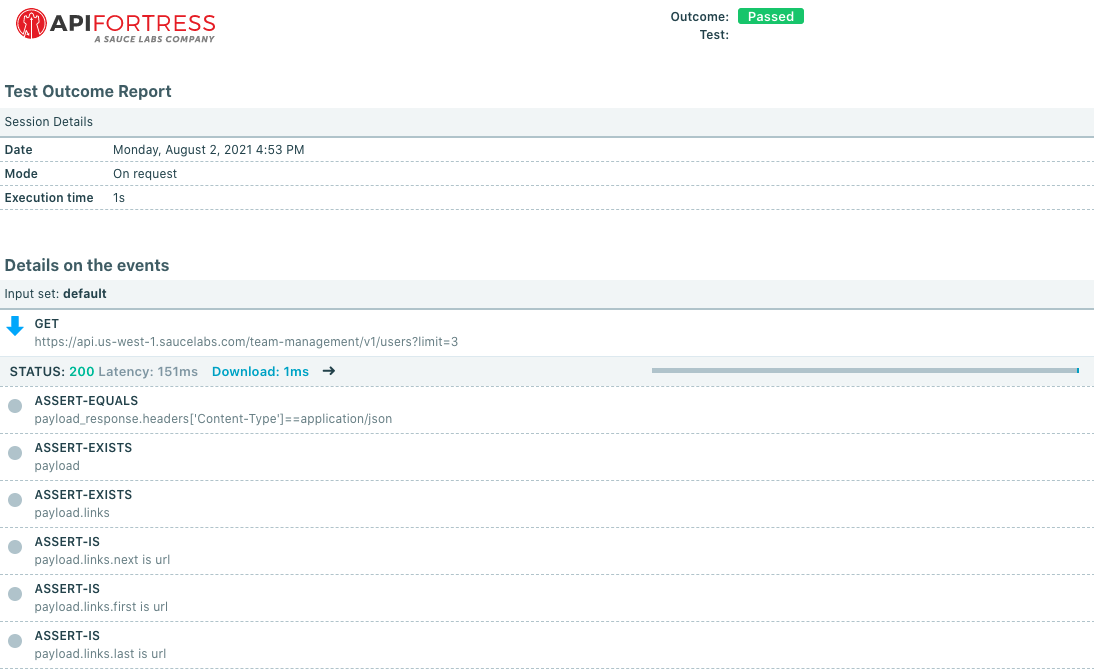 APIFORTRESS
A SAUCE LABS COMPANY
Outcome: Passed
Test:
Test Outcome Report
Session Details
Date Monday, August 2, 2021 4:53 PM
Mode On request
Execution time 1s
Details on the events
Input set: default
GET
https://api.us-west-1.saucelabs.com/team-management/v1/users?limit=3
STATUS: 200 Latency: 151ms Download: 1ms →
ASSERT-EQUALS
payload_response.headers['Content-Type']==application/json
ASSERT-EXISTS
payload
ASSERT-EXISTS
payload.links
ASSERT-IS
payload.links.next is url
ASSERT-IS
payload.links.first is url
ASSERT-IS
payload.links.last is url